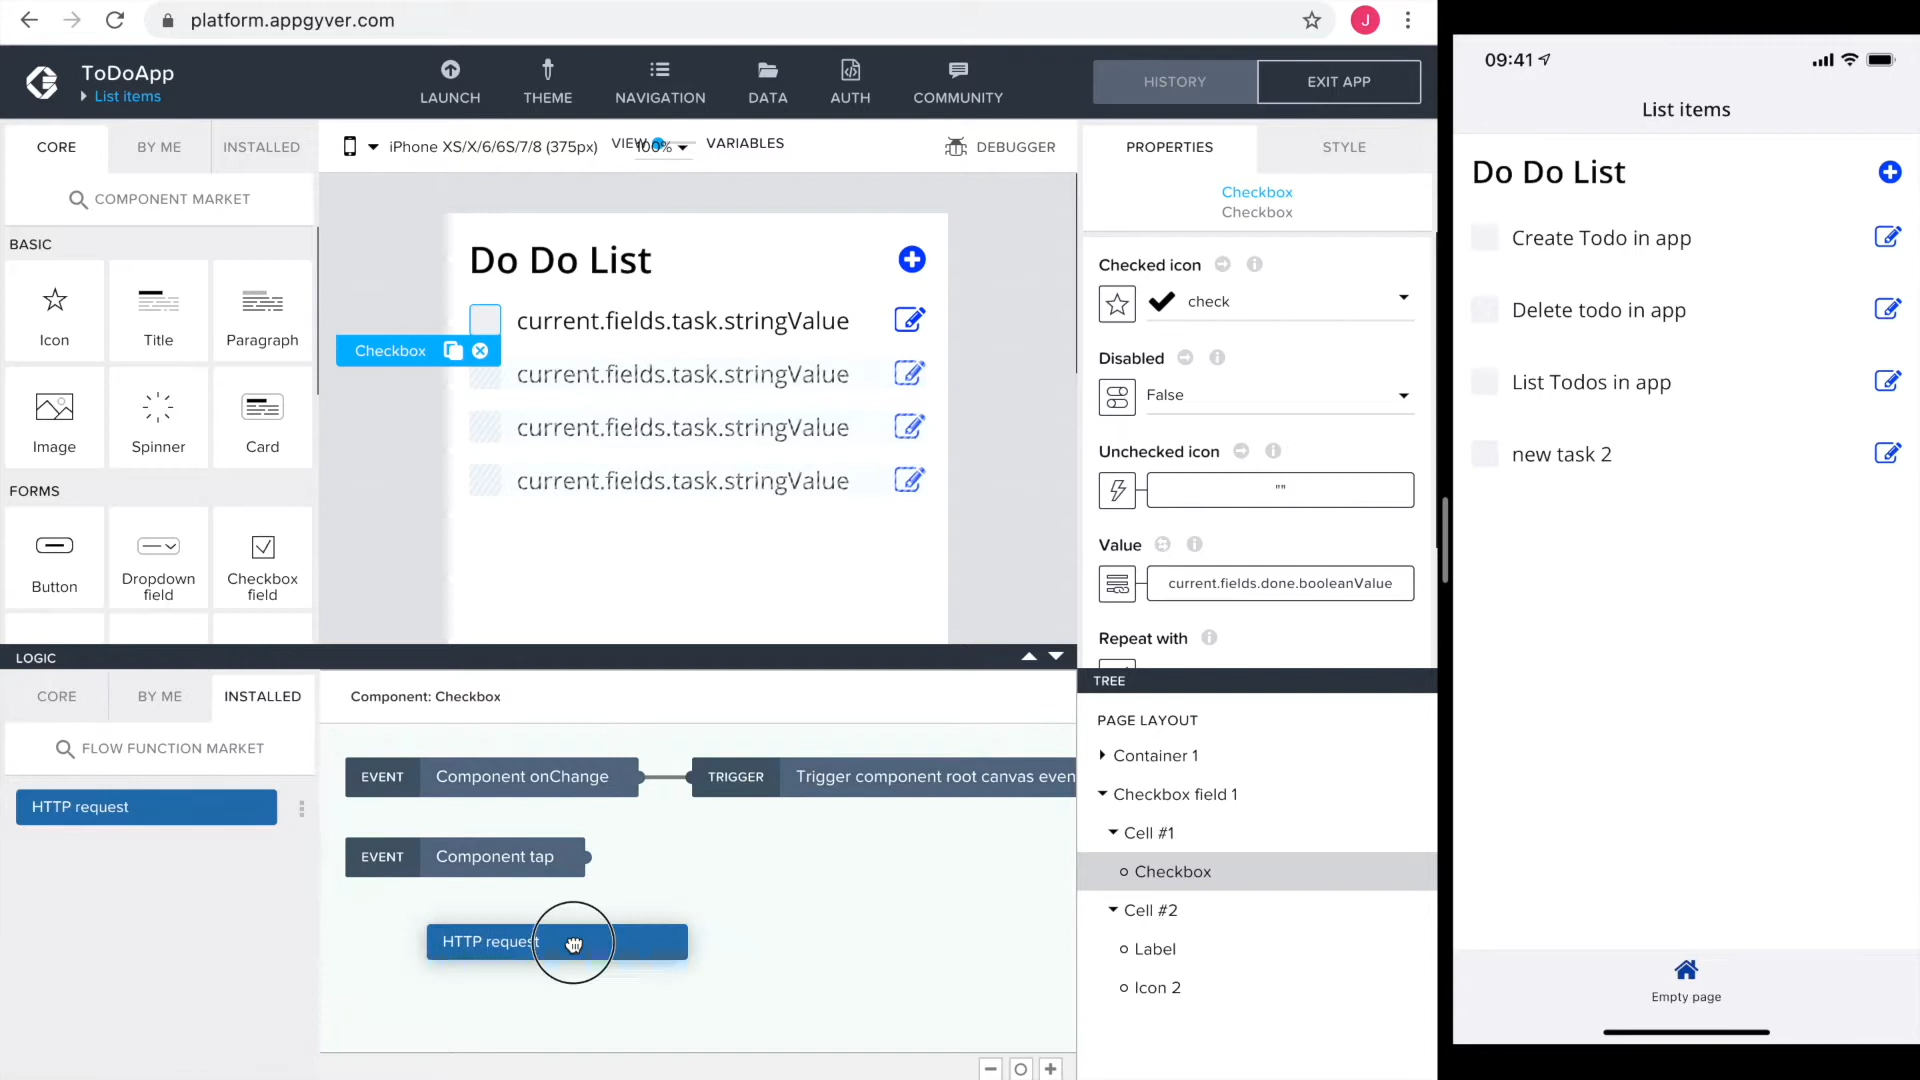 platform.appgyver.com
J
ToDoApp
List items
LAUNCH
THEME
NAVIGATION
DATA
AUTH
COMMUNITY
HISTORY
EXIT APP
CORE
BY ME
INSTALLED
COMPONENT MARKET
BASIC
Icon
Title
Paragraph
Image
Spinner
Card
FORMS
Button
Dropdown
field
Checkbox
field
iPhone XS/X/6/6S/7/8 (375px)
VIEW
100%
VARIABLES
DEBUGGER
Do Do List
current.fields.task.stringValue
Checkbox
current.fields.task.stringValue
current.fields.task.stringValue
current.fields.task.stringValue
PROPERTIES
STYLE
Checkbox
Checkbox
Checked icon
check
Disabled
False
Unchecked icon
""
Value
current.fields.done.booleanValue
Repeat with
LOGIC
CORE
BY ME
INSTALLED
FLOW FUNCTION MARKET
HTTP request
Component: Checkbox
EVENT
Component onChange
TRIGGER
Trigger component root canvas even
EVENT
Component tap
HTTP request
TREE
PAGE LAYOUT
Container 1
Checkbox field 1
Cell #1
Checkbox
Cell #2
Label
Icon 2
09:41
List items
Do Do List
Create Todo in app
Delete todo in app
List Todos in app
new task 2
Empty page